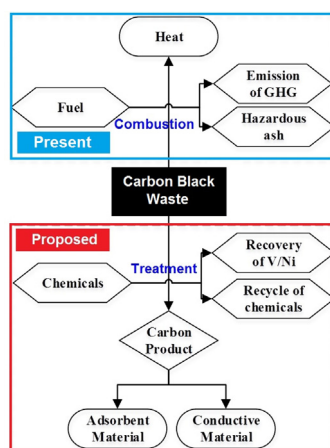 Heat
Emission
of GHG
Fuel
Combustion
Hazardous
ash
Present
Carbon Black
Waste
Proposed
Recovery
of V/Ni
Treatment
Chemicals
Recycle of
chemicals
Carbon
Product
Adsorbent
Material
Conductive
Material